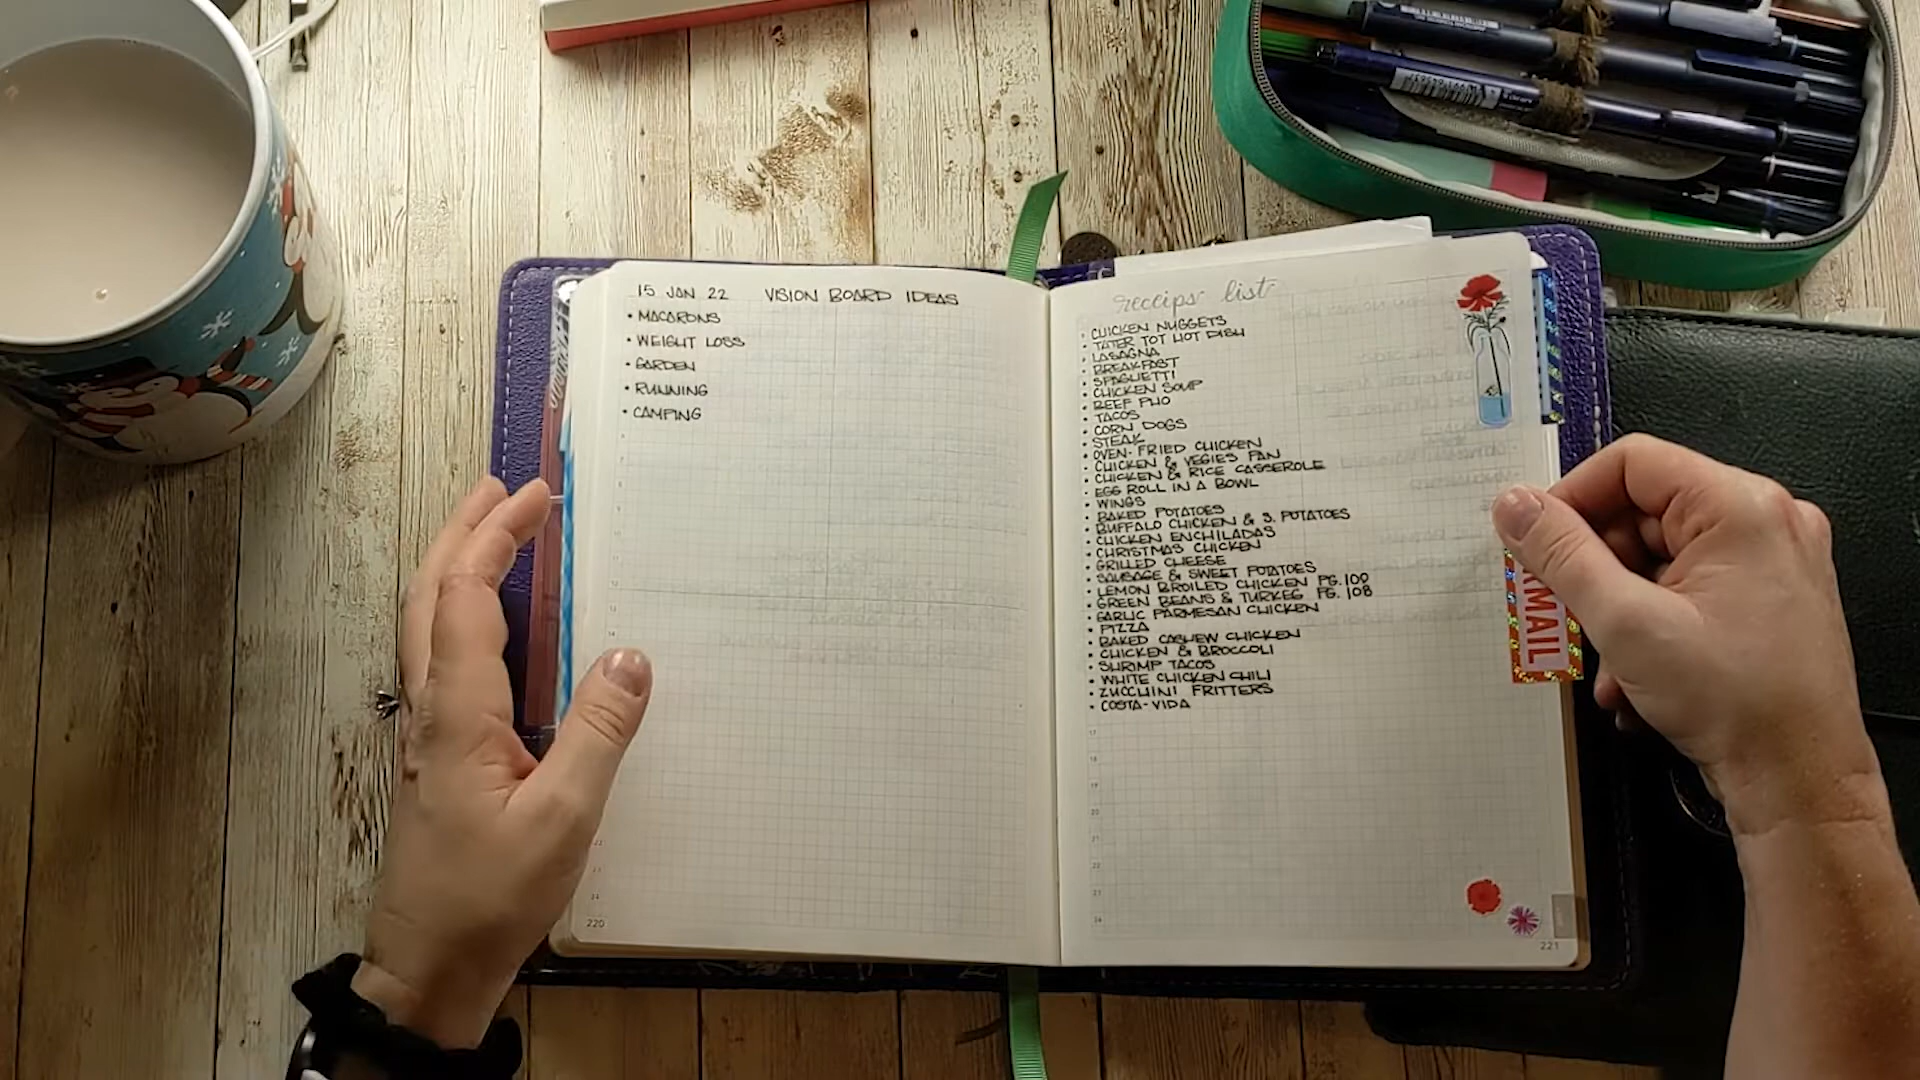 15 JAN 22 VISION BOARD IDEAS
• MACARONS
• WEIGHT LOSS
• GARDEN
• RUNNING
• CAMPING
220
receips list
• CHICKEN NUGGETS
• TATER TOT HOT DISH
• LASAGNA
• BREAKFAST
• SPAGHETTI
• CHICKEN SOUP
• BEEF PHO
• TACOS
• CORN DOGS
• STEAK
• OVEN-FRIED CHICKEN
• CHICKEN & VEGIES PAN
• CHICKEN & RICE CASSEROLE
• EGG ROLL IN A BOWL
• WINGS
• BAKED POTATOES
• BUFFALO CHICKEN & S. POTATOES
• CHICKEN ENCHILADAS
• CHRISTMAS CHICKEN
• GRILLED CHEESE
• SAUSAGE & SWEET POTATOES
• LEMON BROILED CHICKEN PG. 100
• GREEN BEANS & TURKEG PG. 108
• GARLIC PARMESAN CHICKEN
• PIZZA
• BAKED CASHEW CHICKEN
• CHICKEN & BROCCOLI
• SHRIMP TACOS
• WHITE CHICKEN CHILI
• ZUCCHINI FRITTERS
• COSTA-VIDA
221